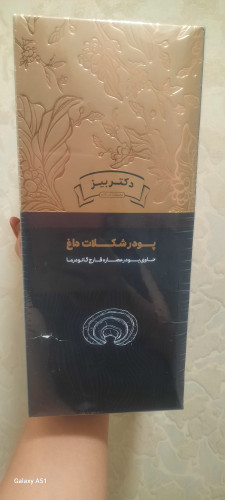 دکتر بیز
پودر شکلات داغ
حاوی پودر عصاره قارچ گانودرما
Galaxy A51